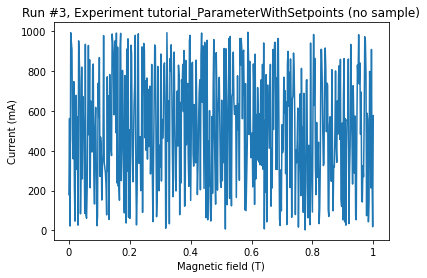 Run #3, Experiment tutorial_ParameterWithSetpoints (no sample)
1000
800
600
400
200
0
Current (mA)
0 0.2 0.4 0.6 0.8 1
Magnetic field (T)